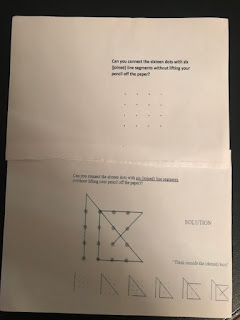 Can you connect the sixteen dots with six
(joined) line segments without lifting your
pencil off the paper?
Can you connect the sixteen dots with six (joined) line segments
without lifting your pencil off the paper?
SOLUTION
"Think outside the (dotted) box!"